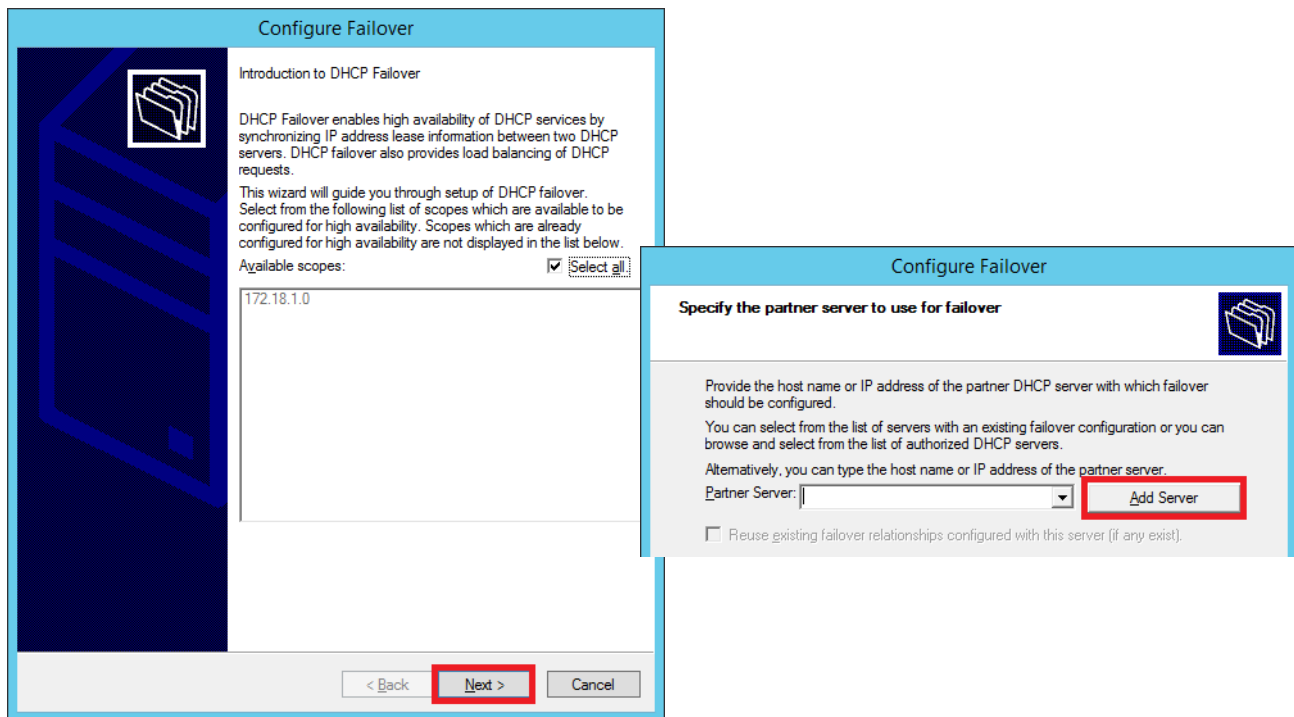 Configure Failover
Introduction to DHCP Failover
DHCP Failover enables high availability of DHCP services by
synchronizing IP address lease information between two DHCP
servers. DHCP failover also provides load balancing of DHCP
requests.
This wizard will guide you through setup of DHCP failover.
Select from the following list of scopes which are available to be
configured for high availability. Scopes which are already
configured for high availability are not displayed in the list below.
Available scopes:
Select all.
172.18.1.0
< Back
Next >
Cancel
Configure Failover
Specify the partner server to use for failover
Provide the host name or IP address of the partner DHCP server with which failover
should be configured.
You can select from the list of servers with an existing failover configuration or you can
browse and select from the list of authorized DHCP servers.
Alternatively, you can type the host name or IP address of the partner server.
Partner Server:
Add Server
Reuse existing failover relationships configured with this server (if any exist).